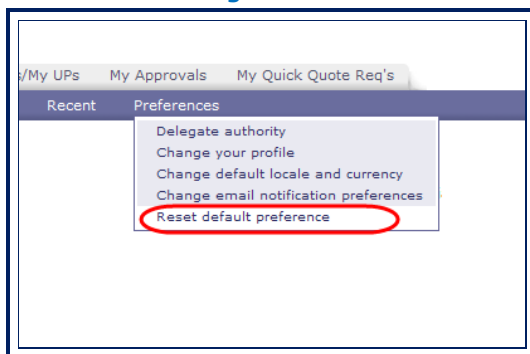 /My UPs My Approvals My Quick Quote Req's
Recent Preferences
Delegate authority
Change your profile
Change default locale and currency
Change email notification preferences
Reset default preference